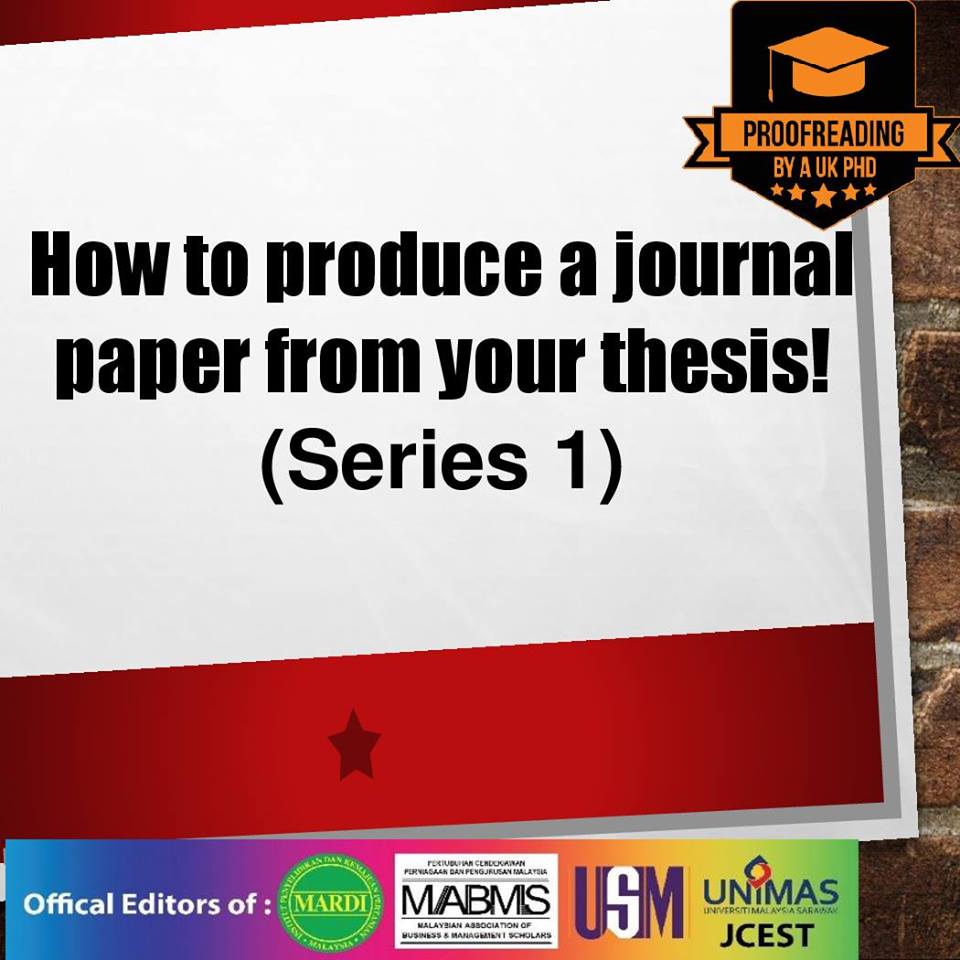 PROOFREADING
BY A UK PHD
How to produce a journal
paper from your thesis!
(Series 1)
Offical Editors of :
INSTITUT PENYELIDIKAN DAN KEMAJUAN PERTANIAN
MARDI
MALAYSIA
PERTUBUHAN CENDEKIAWAN
PERNIAGAAN DAN PENGURUSAN MALAYSIA
MABMS
MALAYSIAN ASSOCIATION OF
BUSINESS & MANAGEMENT SCHOLARS
USM
UNIMAS
UNIVERSITI MALAYSIA SARAWAK
JCEST